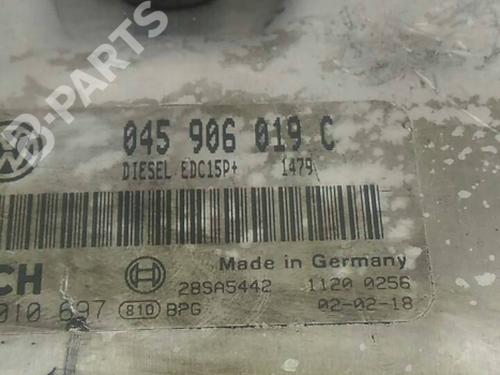 B-PARTS
045 906 019 C
DIESEL EDC15P+ 1479
CH Made in Germany
28SA5442 1120 0256
010 697 810 BPG 02-02-18